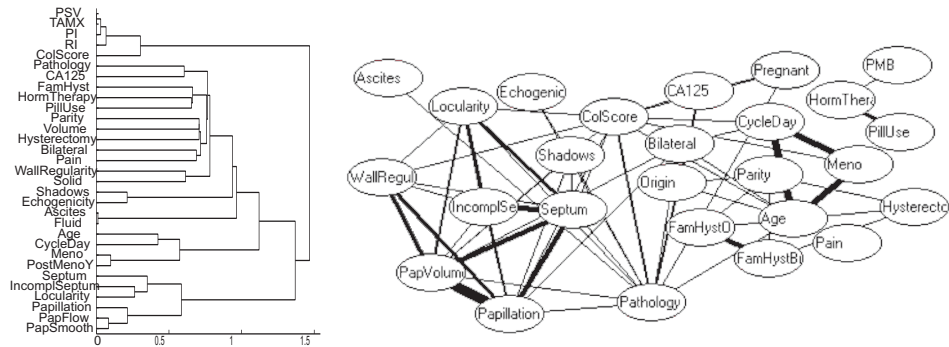 PSV
TAMX
PI
RI
ColScore
Pathology
CA125
FamHyst
HormTherapy
PillUse
Parity
Volume
Hysterectomy
Bilateral
Pain
WallRegularity
Solid
Shadows
Echogenicity
Ascites
Fluid
Age
CycleDay
Meno
PostMenoY
Septum
IncomplSeptum
Locularity
Papillation
PapFlow
PapSmooth
0 0.5 1 1.5
Ascites
Locularity
Echogenic
ColScore
CA125
Pregnant
PMB
HormThera
PillUse
CycleDay
Bilateral
Meno
Shadows
WallRegul
IncomplSe
Septum
Origin
Parity
Age
Hysterecto
FamHystO
Pain
FamHystB
PapVolum
Papillation
Pathology